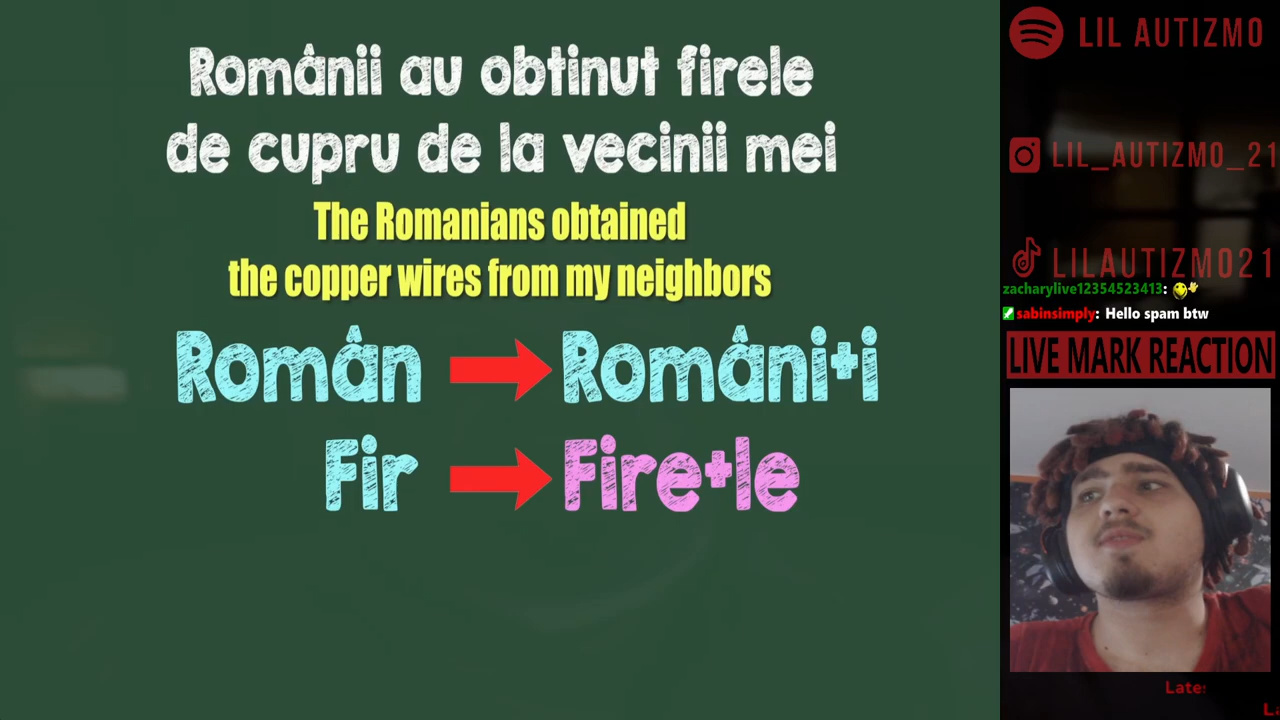 Românii au obtinut firele
de cupru de la vecinii mei
The Romanians obtained
the copper wires from my neighbors
Român Români+i
Fir Fire+le
LIL AUTIZMO
LIL_AUTIZMO_21
LILAUTIZMO21
zacharylive12354523413:
sabinsimply: Hello spam btw
LIVE MARK REACTION